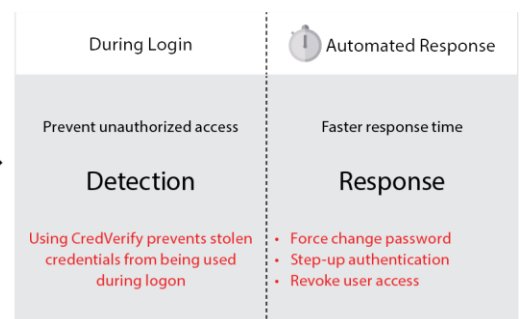 During Login
Automated Response
Prevent unauthorized access
Faster response time
Detection
Response
Using CredVerify prevents stolen
credentials from being used
during logon
• Force change password
• Step-up authentication
• Revoke user access